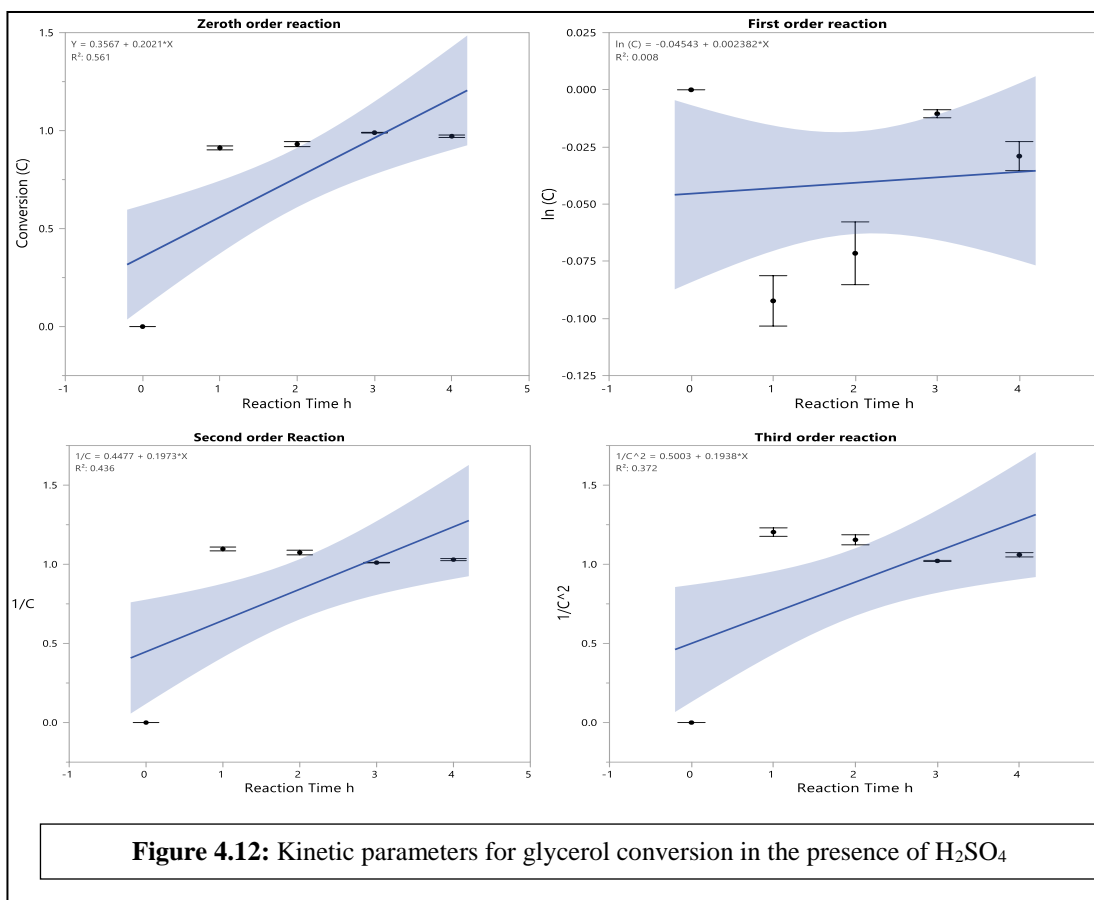 Zeroth order reaction
Y = 0.3567 + 0.2021*X
R²: 0.561
1.5
1.0
0.5
0.0
Conversion (C)
-1 0 1 2 3 4 5
Reaction Time h
First order reaction
ln (C) = -0.04543 + 0.002382*X
R²: 0.008
0.025
0.000
-0.025
-0.050
-0.075
-0.100
-0.125
ln (C)
-1 0 1 2 3 4
Reaction Time h
Second order Reaction
1/C = 0.4477 + 0.1973*X
R²: 0.436
1.5
1.0
0.5
0.0
1/C
-1 0 1 2 3 4 5
Reaction Time h
Third order reaction
1/C^2 = 0.5003 + 0.1938*X
R²: 0.372
1.5
1.0
0.5
0.0
1/C^2
-1 0 1 2 3 4
Reaction Time h
Figure 4.12: Kinetic parameters for glycerol conversion in the presence of H₂SO₄